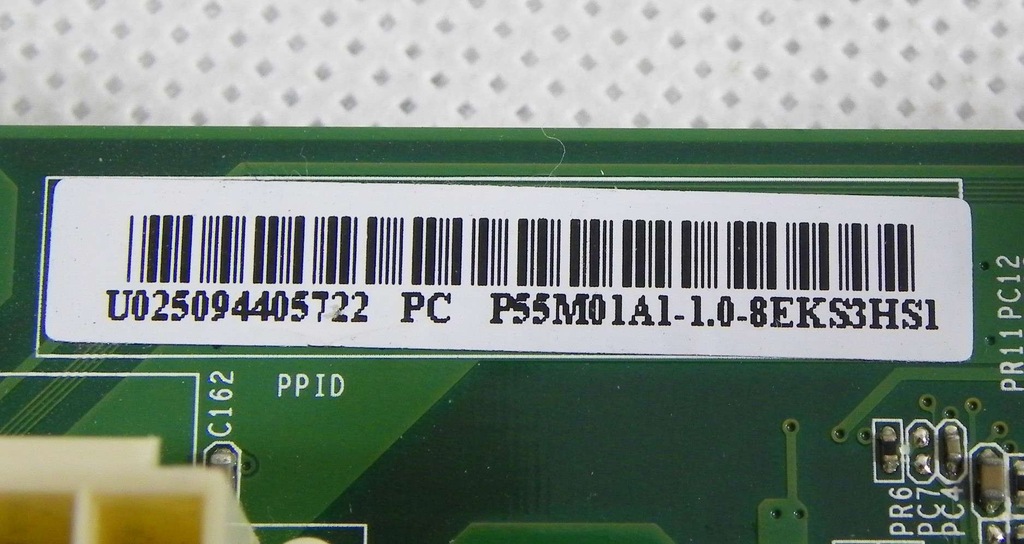 U025094405722 PC P55M01A1-1.0-8EKS3HS1
PPID
C162
PR11
PC12
PR6
PC7
PC4